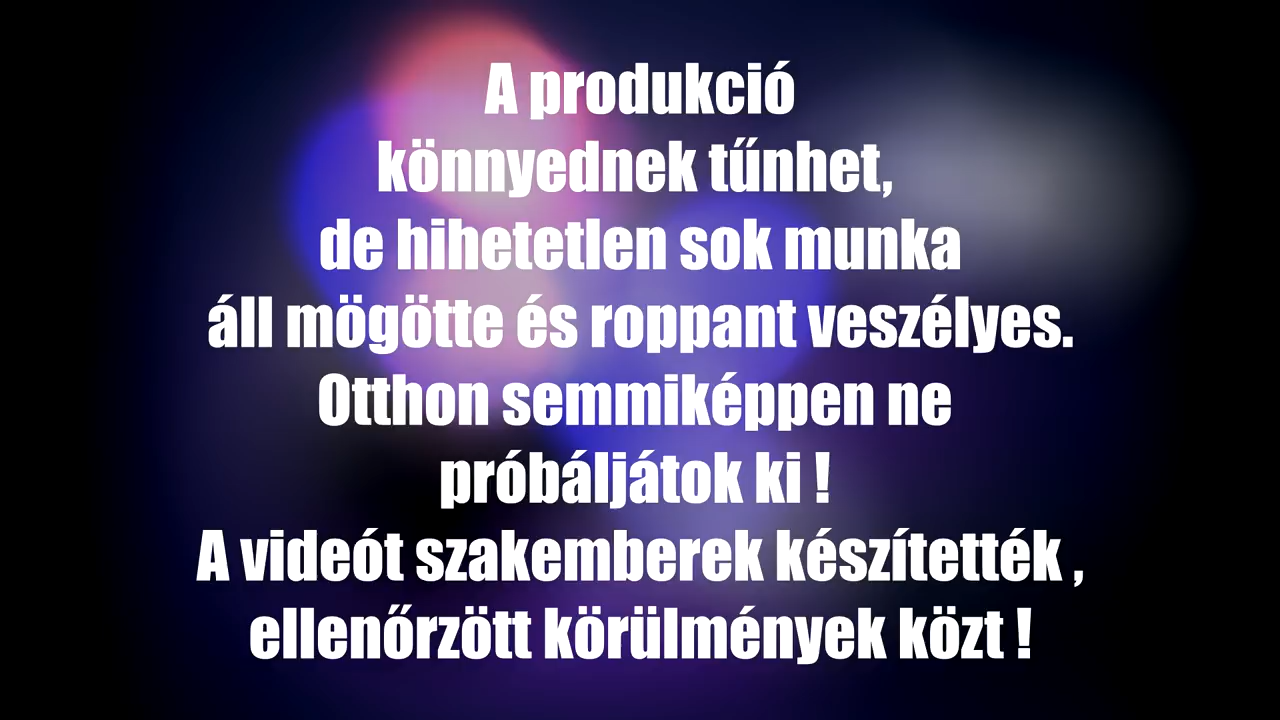 A produkció
könnyednek tűnhet,
de hihetetlen sok munka
áll mögötte és roppant veszélyes.
Otthon semmiképpen ne
próbáljátok ki !
A videót szakemberek készítették ,
ellenőrzött körülmények közt !